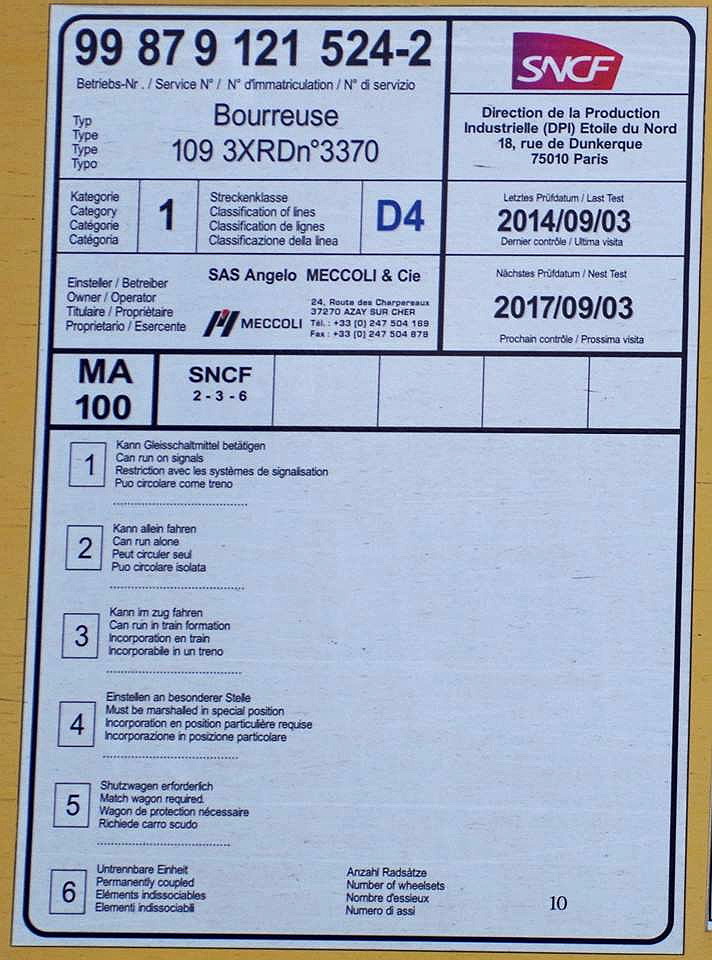 99 87 9 121 524-2
Betriebs-Nr . / Service N° / N° d'immatriculation / N° di servizio
SNCF
Direction de la Production
Industrielle (DPI) Etoile du Nord
18, rue de Dunkerque
75010 Paris
Typ
Type
Type
Typo
Bourreuse
109 3XRDn°3370
Kategorie
Category
Catégorie
Catégoria
1
Streckenklasse
Classification of lines
Classification de lignes
Classificazione della linea
D4
Letztes Prüfdatum / Last Test
2014/09/03
Dernier contrôle / Ultima visita
Einsteller / Betreiber
Owner / Operator
Titulaire / Propriètaire
Proprietario / Esercente
SAS Angelo MECCOLI & Cie
MECCOLI
24, Route des Charpereaux
37270 AZAY SUR CHER
Tél. : +33 (0) 247 504 169
Fax : +33 (0) 247 504 879
Nächstes Prüfdatum / Nest Test
2017/09/03
Prochain contrôle / Prossima visita
MA
100
SNCF
2 - 3 - 6
1
Kann Gleisschaltmittel betätigen
Can run on signals
Restriction avec les systèmes de signalisation
Puo circolare come treno
2
Kann allein fahren
Can run alone
Peut circuler seul
Puo circolare isolata
3
Kann im zug fahren
Can run in train formation
Incorporation en train
Incorporabile in un treno
4
Einstellen an besonderer Stelle
Must be marshalled in special position
Incorporation en position particulière requise
Incorporazione in posizione particolare
5
Shutzwagen erforderlich
Match wagon required.
Wagon de protection nécessaire
Richiede carro scudo
6
Untrennbare Einheit
Permanently coupled
Eléments indissociables
Elementi indissociabili
Anzahl Radsätze
Number of wheelsets
Nombre d'essieux
Numero di assi
10